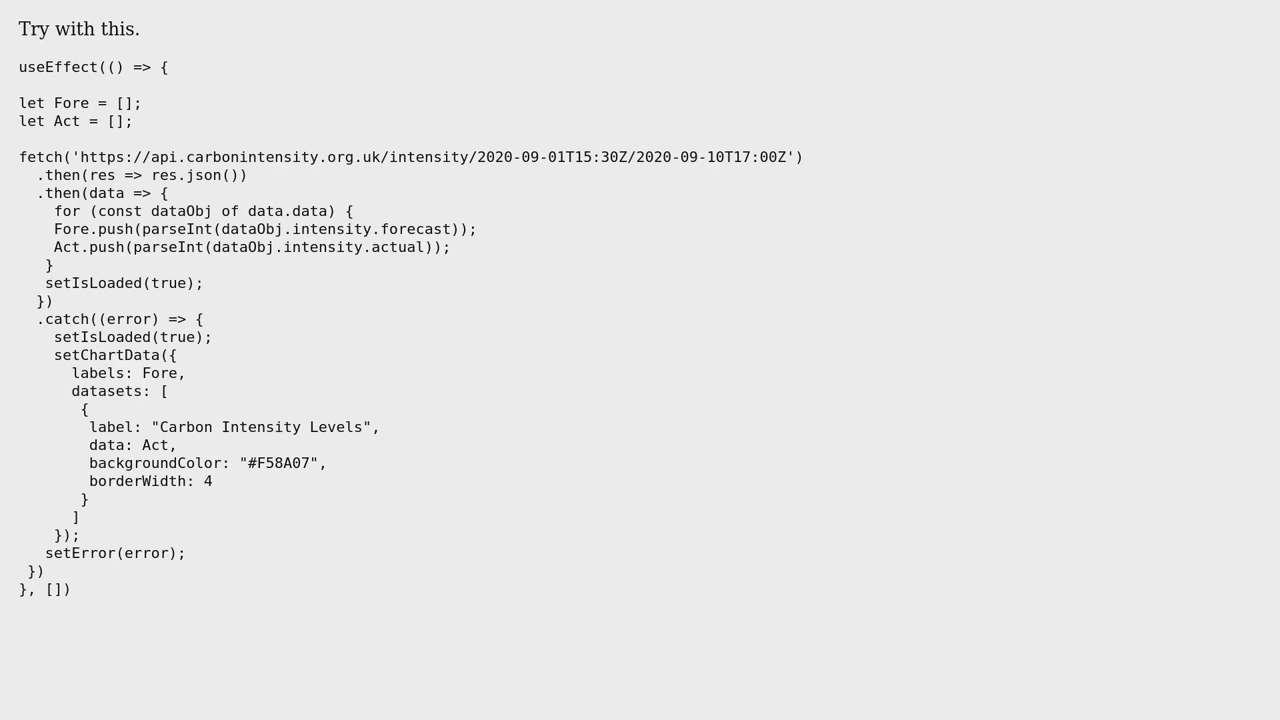 Try with this.
useEffect(() => {
let Fore = [];
let Act = [];
fetch('https://api.carbonintensity.org.uk/intensity/2020-09-01T15:30Z/2020-09-10T17:00Z')
  .then(res => res.json())
  .then(data => {
    for (const dataObj of data.data) {
    Fore.push(parseInt(dataObj.intensity.forecast));
    Act.push(parseInt(dataObj.intensity.actual));
   }
   setIsLoaded(true);
  })
  .catch((error) => {
    setIsLoaded(true);
    setChartData({
      labels: Fore,
      datasets: [
       {
        label: "Carbon Intensity Levels",
        data: Act,
        backgroundColor: "#F58A07",
        borderWidth: 4
       }
      ]
    });
   setError(error);
 })
}, [])